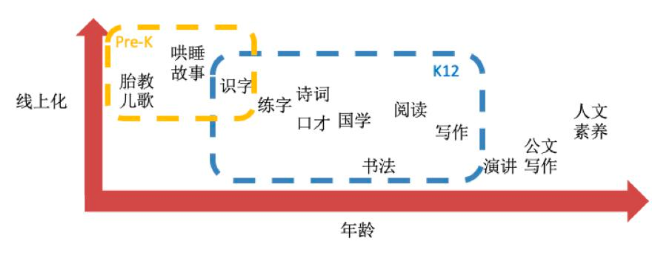 Pre-K
哄睡
故事
胎教
儿歌
识字
K12
线上化
练字
诗词
口才
国学
阅读
写作
书法
演讲
公文
写作
人文
素养
年龄